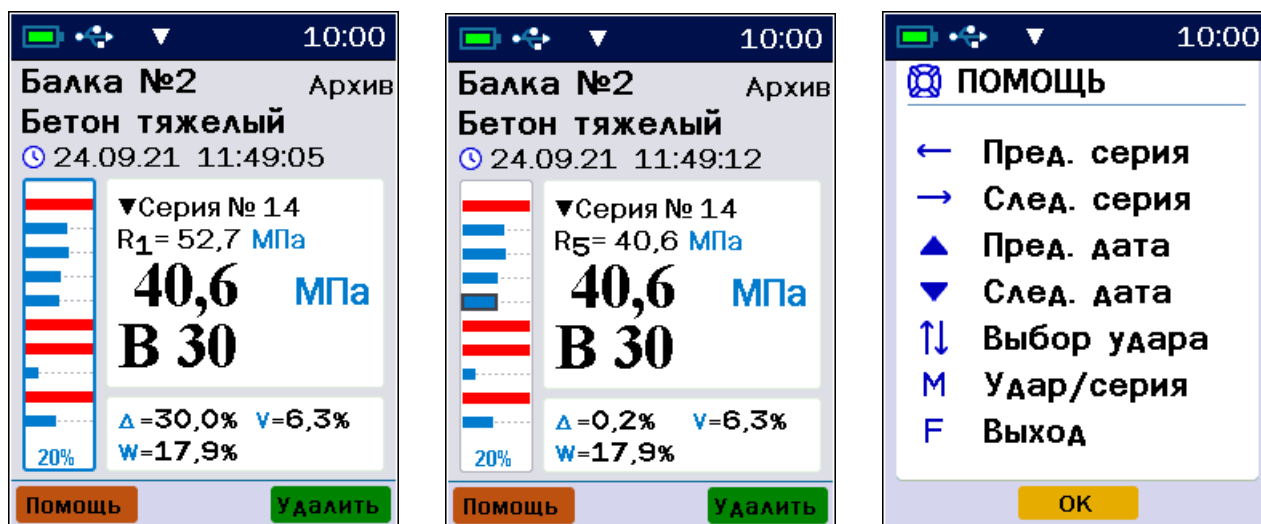 10:00
Балка №2 Архив
Бетон тяжелый
24.09.21 11:49:05
▼Серия № 14
R1= 52,7 МПа
40,6 МПа
В 30
Δ=30,0% V=6,3%
W=17,9%
20%
Помощь Удалить
10:00
Балка №2 Архив
Бетон тяжелый
24.09.21 11:49:12
▼Серия № 14
R5= 40,6 МПа
40,6 МПа
В 30
Δ=0,2% V=6,3%
W=17,9%
20%
Помощь Удалить
10:00
ПОМОЩЬ
← Пред. серия
→ След. серия
▲ Пред. дата
▼ След. дата
↑↓ Выбор удара
М Удар/серия
F Выход
ОК